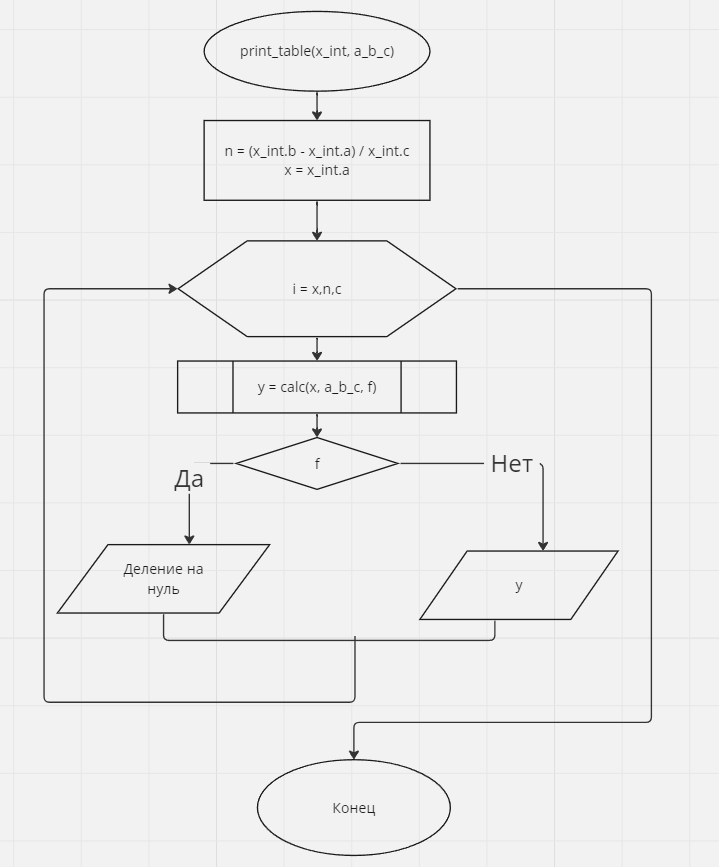 print_table(x_int, a_b_c)
n = (x_int.b - x_int.a) / x_int.c
x = x_int.a
i = x,n,c
y = calc(x, a_b_c, f)
f
Да
Нет
Деление на
нуль
y
Конец